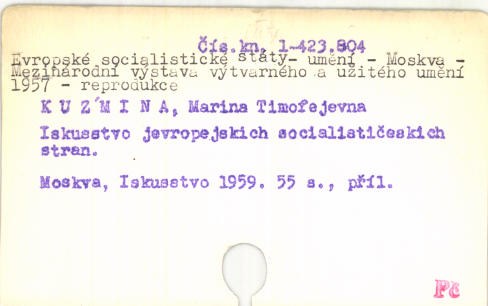 Čís.kn. 1-423.804
Evropské socialistické státy- umění - Moskva -
Mezinárodní výstava výtvarného a užitého umění
1957 - reprodukce
K U Z´M I N A, Marina Timofejevna
Iskusstvo jevropejskich socialističeskich
stran.
Moskva, Iskusstvo 1959. 55 s., příl.
Pč